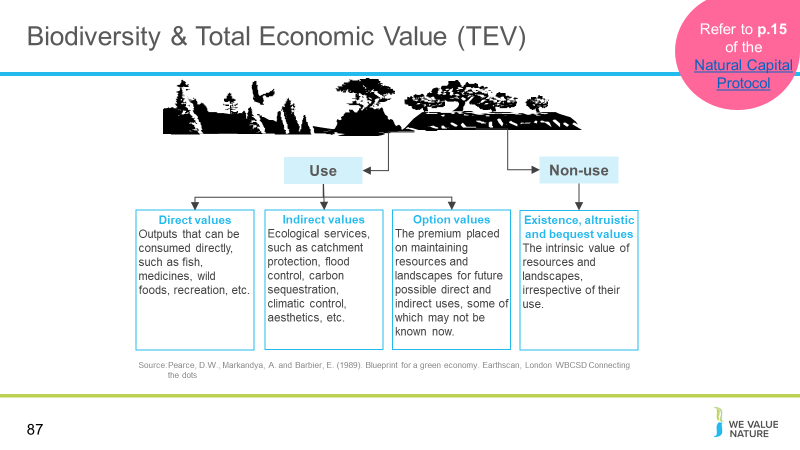 Biodiversity & Total Economic Value (TEV)
Refer to p.15
of the
Natural Capital
Protocol
Use
Non-use
Direct values
Outputs that can be
consumed directly,
such as fish,
medicines, wild
foods, recreation, etc.
Indirect values
Ecological services,
such as catchment
protection, flood
control, carbon
sequestration,
climatic control,
aesthetics, etc.
Option values
The premium placed
on maintaining
resources and
landscapes for future
possible direct and
indirect uses, some of
which may not be
known now.
Existence, altruistic
and bequest values
The intrinsic value of
resources and
landscapes,
irrespective of their
use.
Source:Pearce, D.W., Markandya, A. and Barbier, E. (1989). Blueprint for a green economy. Earthscan, London WBCSD Connecting
the dots
87
WE VALUE
NATURE